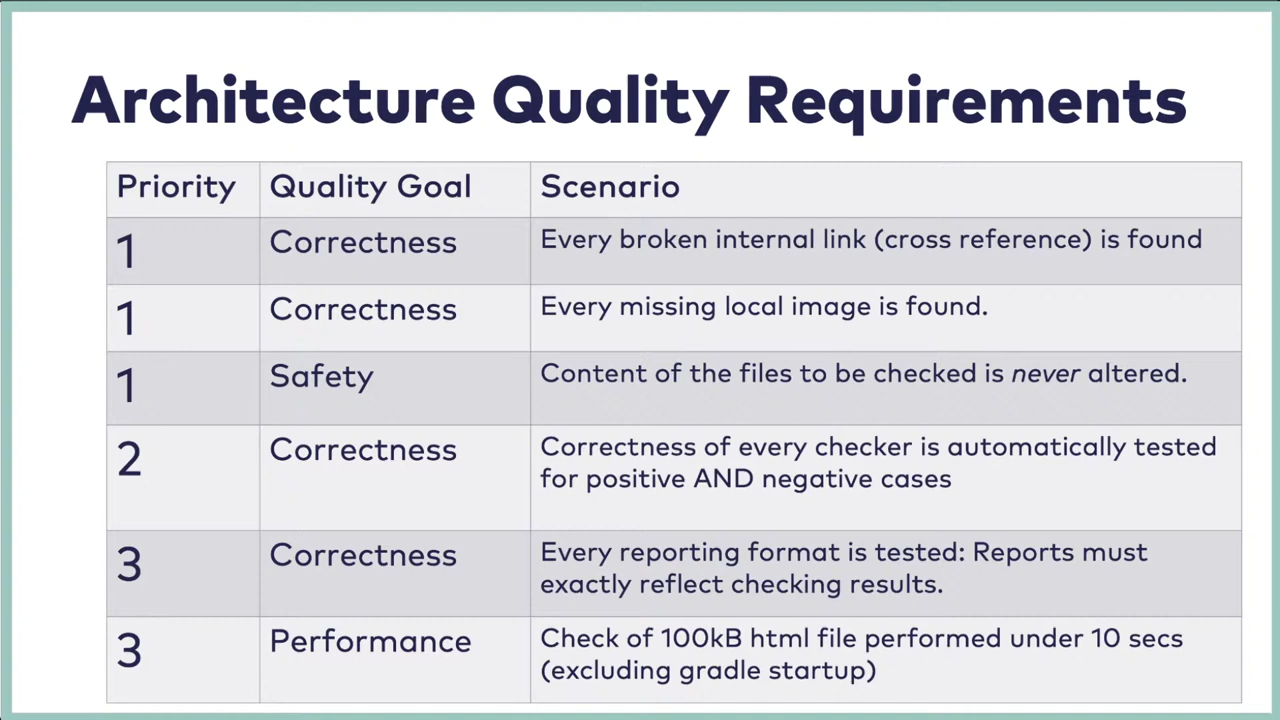 Architecture Quality Requirements
Priority Quality Goal Scenario
1 Correctness Every broken internal link (cross reference) is found
1 Correctness Every missing local image is found.
1 Safety Content of the files to be checked is never altered.
2 Correctness Correctness of every checker is automatically tested
for positive AND negative cases
3 Correctness Every reporting format is tested: Reports must
exactly reflect checking results.
3 Performance Check of 100kB html file performed under 10 secs
(excluding gradle startup)